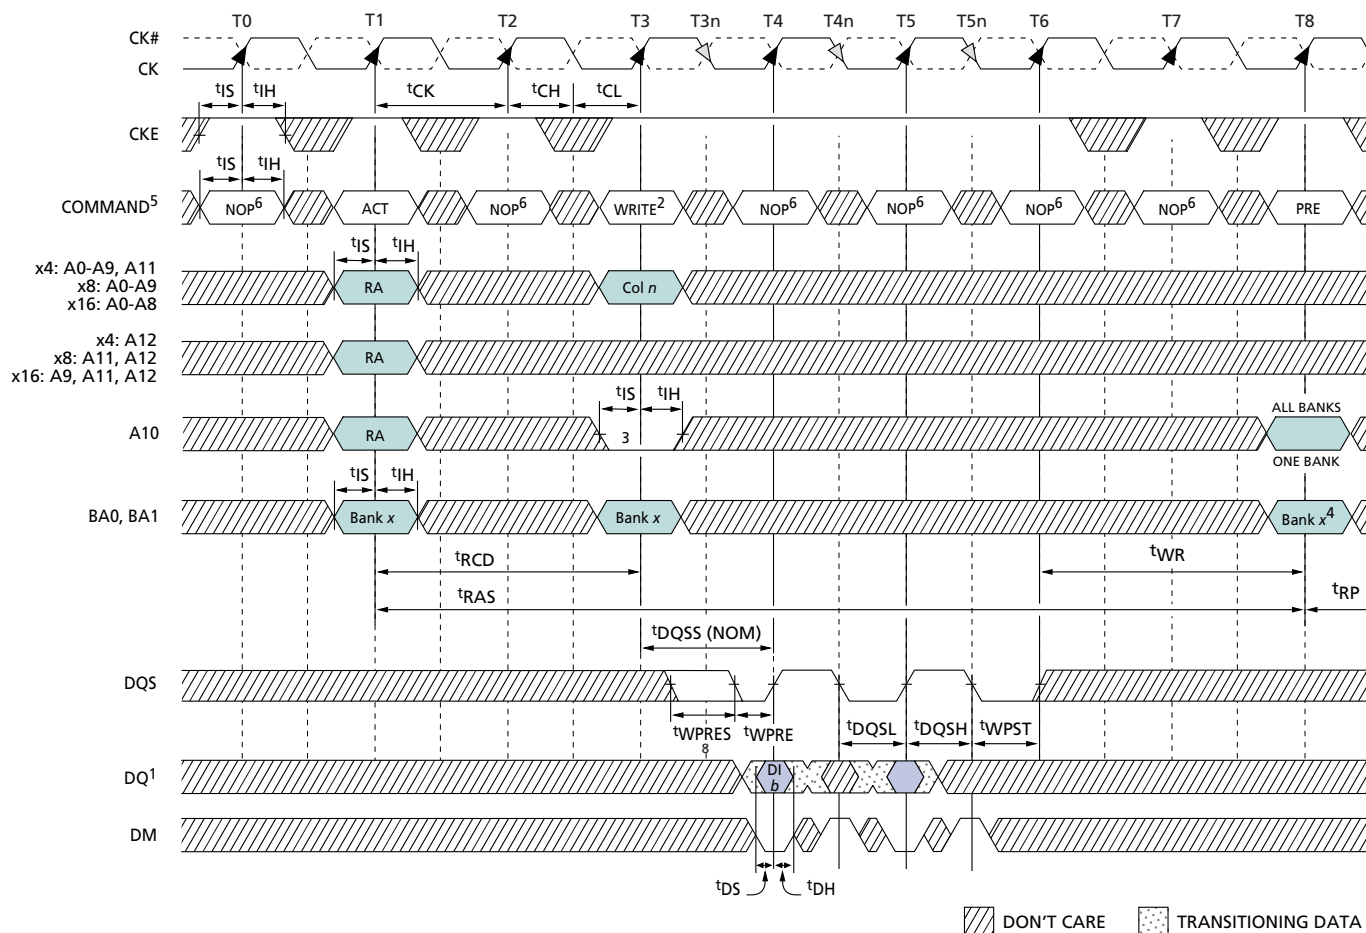 T0 T1 T2 T3 T3n T4 T4n T5 T5n T6 T7 T8
CK#
CK
tIS tIH tCK tCH tCL
CKE
tIS tIH
COMMAND5 NOP6 ACT NOP6 WRITE2 NOP6 NOP6 NOP6 NOP6 PRE
tIS tIH
x4: A0-A9, A11
x8: A0-A9 RA Col n
x16: A0-A8
x4: A12
x8: A11, A12 RA
x16: A9, A11, A12
tIS tIH
ALL BANKS
A10 RA 3
ONE BANK
tIS tIH
BA0, BA1 Bank x Bank x Bank x4
tRCD tWR
tRAS tRP
tDQSS (NOM)
DQS
tWPRES tWPRE tDQSL tDQSH tWPST
8
DQ1 DI
b
DM
tDS tDH
DON'T CARE TRANSITIONING DATA